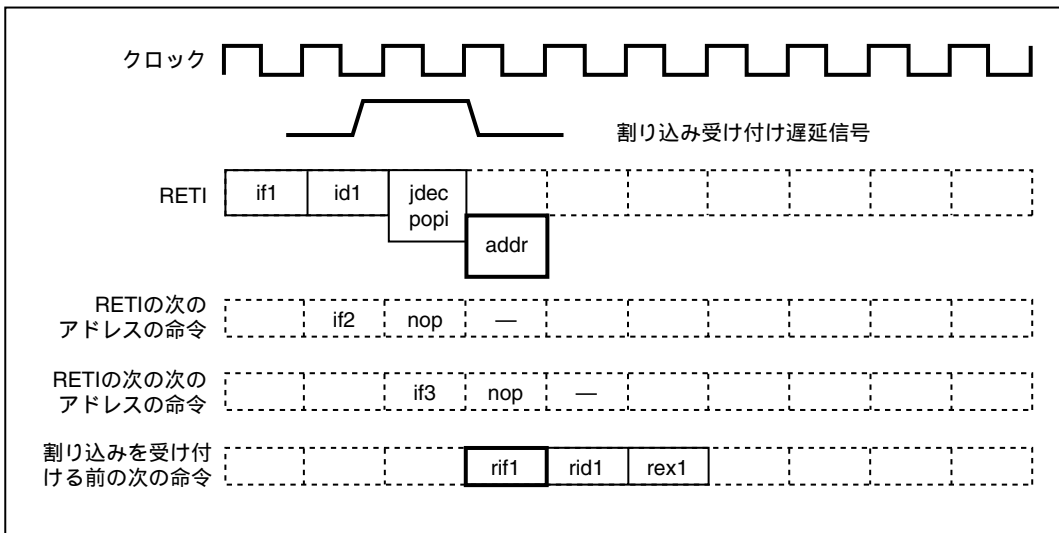 クロック
割り込み受け付け遅延信号
RETI if1 id1 jdec
popi
addr
RETIの次の
アドレスの命令 if2 nop —
RETIの次の次の
アドレスの命令 if3 nop —
割り込みを受け付
ける前の次の命令 rif1 rid1 rex1